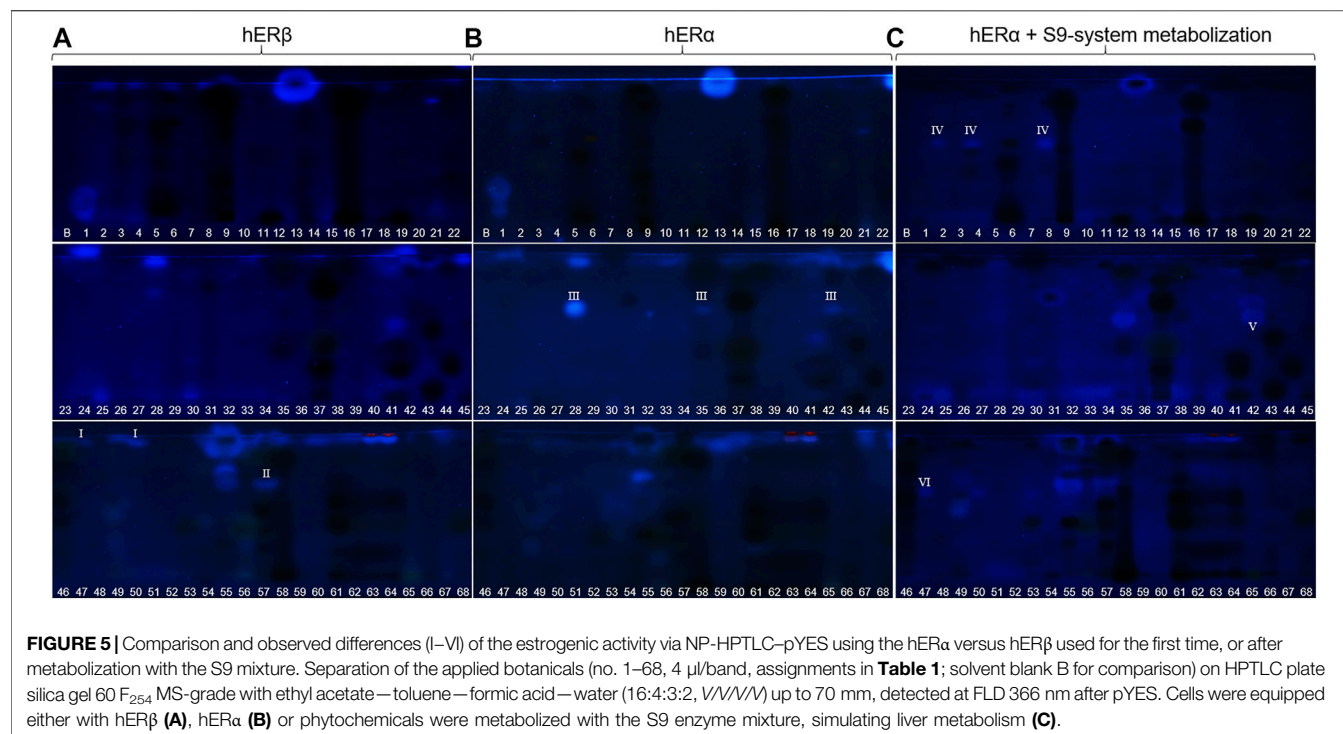 A hERβ B hERα C hERα + S9-system metabolization
IV IV IV
B 1 2 3 4 5 6 7 8 9 10 11 12 13 14 15 16 17 18 19 20 21 22 B 1 2 3 4 5 6 7 8 9 10 11 12 13 14 15 16 17 18 19 20 21 22 B 1 2 3 4 5 6 7 8 9 10 11 12 13 14 15 16 17 18 19 20 21 22
III III III V
23 24 25 26 27 28 29 30 31 32 33 34 35 36 37 38 39 40 41 42 43 44 45 23 24 25 26 27 28 29 30 31 32 33 34 35 36 37 38 39 40 41 42 43 44 45 23 24 25 26 27 28 29 30 31 32 33 34 35 36 37 38 39 40 41 42 43 44 45
I I II VI
46 47 48 49 50 51 52 53 54 55 56 57 58 59 60 61 62 63 64 65 66 67 68 46 47 48 49 50 51 52 53 54 55 56 57 58 59 60 61 62 63 64 65 66 67 68 46 47 48 49 50 51 52 53 54 55 56 57 58 59 60 61 62 63 64 65 66 67 68
FIGURE 5 | Comparison and observed differences (I–VI) of the estrogenic activity via NP-HPTLC–pYES using the hERα versus hERβ used for the first time, or after
metabolization with the S9 mixture. Separation of the applied botanicals (no. 1–68, 4 µl/band, assignments in Table 1; solvent blank B for comparison) on HPTLC plate
silica gel 60 F254 MS-grade with ethyl acetate—toluene—formic acid—water (16:4:3:2, V/V/V/V) up to 70 mm, detected at FLD 366 nm after pYES. Cells were equipped
either with hERβ (A), hERα (B) or phytochemicals were metabolized with the S9 enzyme mixture, simulating liver metabolism (C).